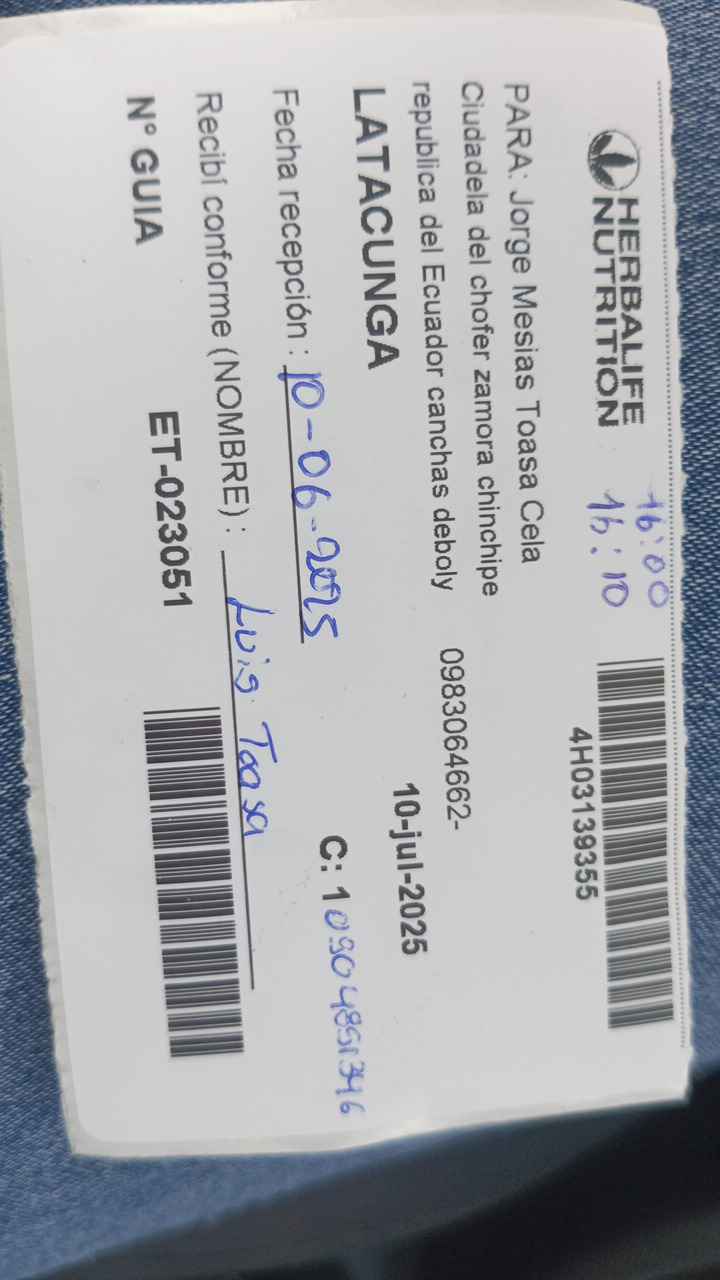 HERBALIFE
NUTRITION
16:00
16:10
4H03139355
PARA: Jorge Mesias Toasa Cela
Ciudadela del chofer zamora chinchipe
republica del Ecuador canchas deboly 0983064662-
LATACUNGA 10-jul-2025
Fecha recepción : 10-06-2025 C: 1 0904851346
Recibí conforme (NOMBRE) : Luis Toasa
N° GUIA ET-023051